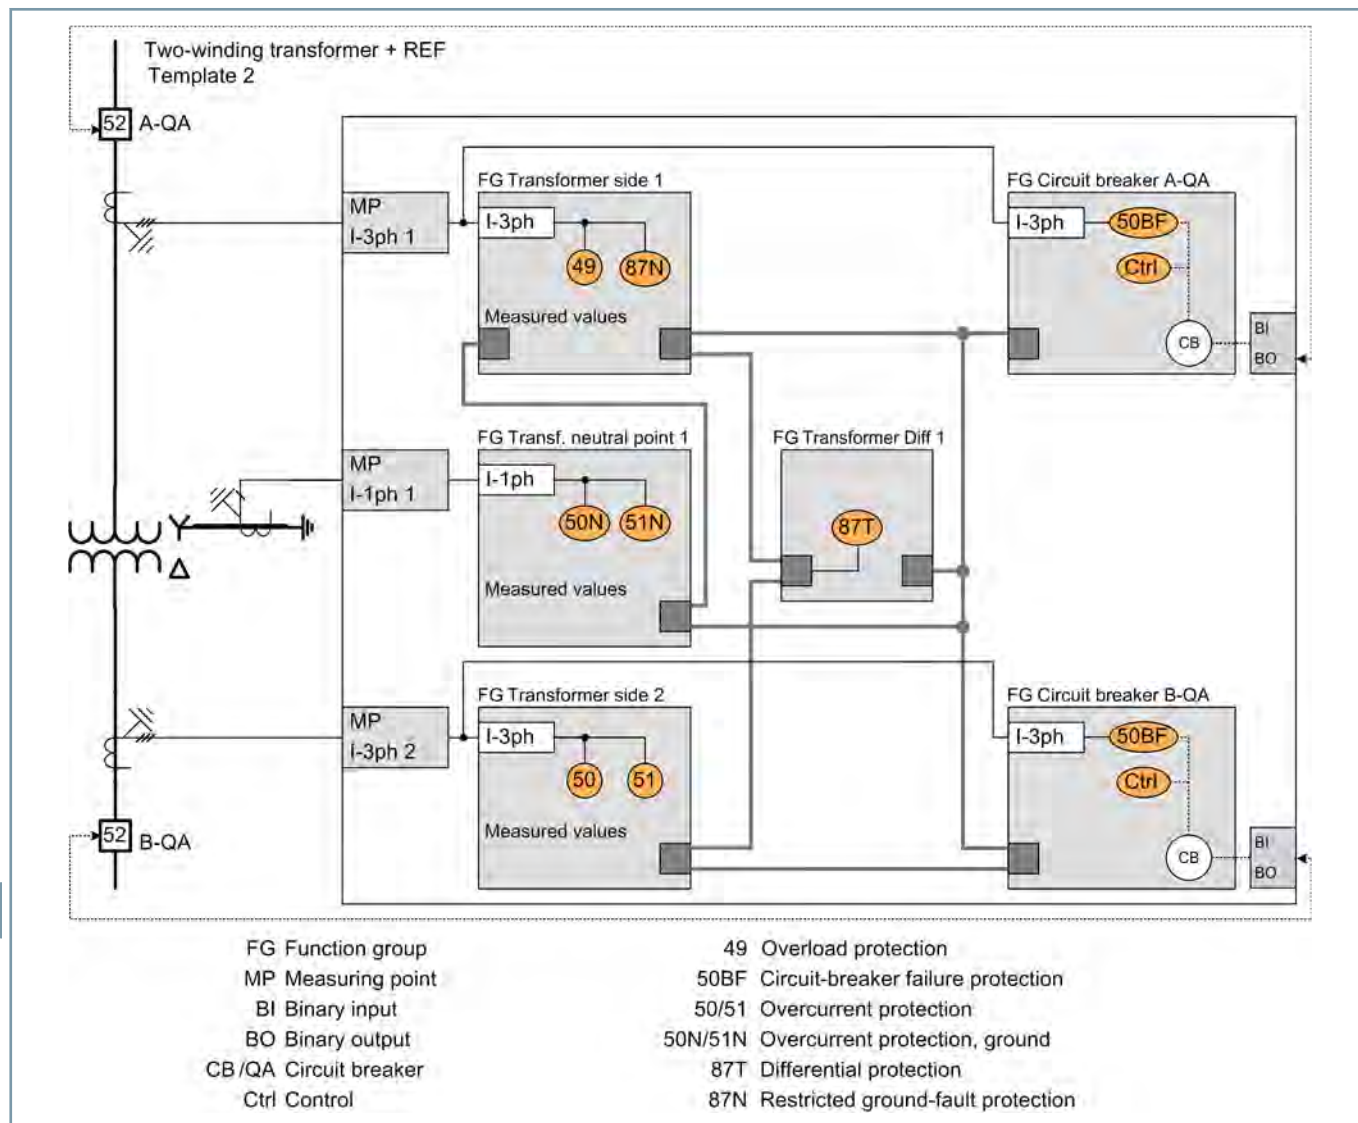 Two-winding transformer + REF
Template 2
52 A-QA
FG Transformer side 1
FG Circuit breaker A-QA
MP
I-3ph 1
I-3ph
49
87N
Measured values
I-3ph
50BF
Ctrl
CB
BI
BO
FG Transf. neutral point 1
FG Transformer Diff 1
MP
I-1ph 1
I-1ph
50N
51N
Measured values
87T
Y
Δ
FG Transformer side 2
FG Circuit breaker B-QA
MP
I-3ph 2
I-3ph
50
51
Measured values
I-3ph
50BF
Ctrl
CB
BI
BO
52 B-QA
FG Function group
MP Measuring point
BI Binary input
BO Binary output
CB/QA Circuit breaker
Ctrl Control
49 Overload protection
50BF Circuit-breaker failure protection
50/51 Overcurrent protection
50N/51N Overcurrent protection, ground
87T Differential protection
87N Restricted ground-fault protection